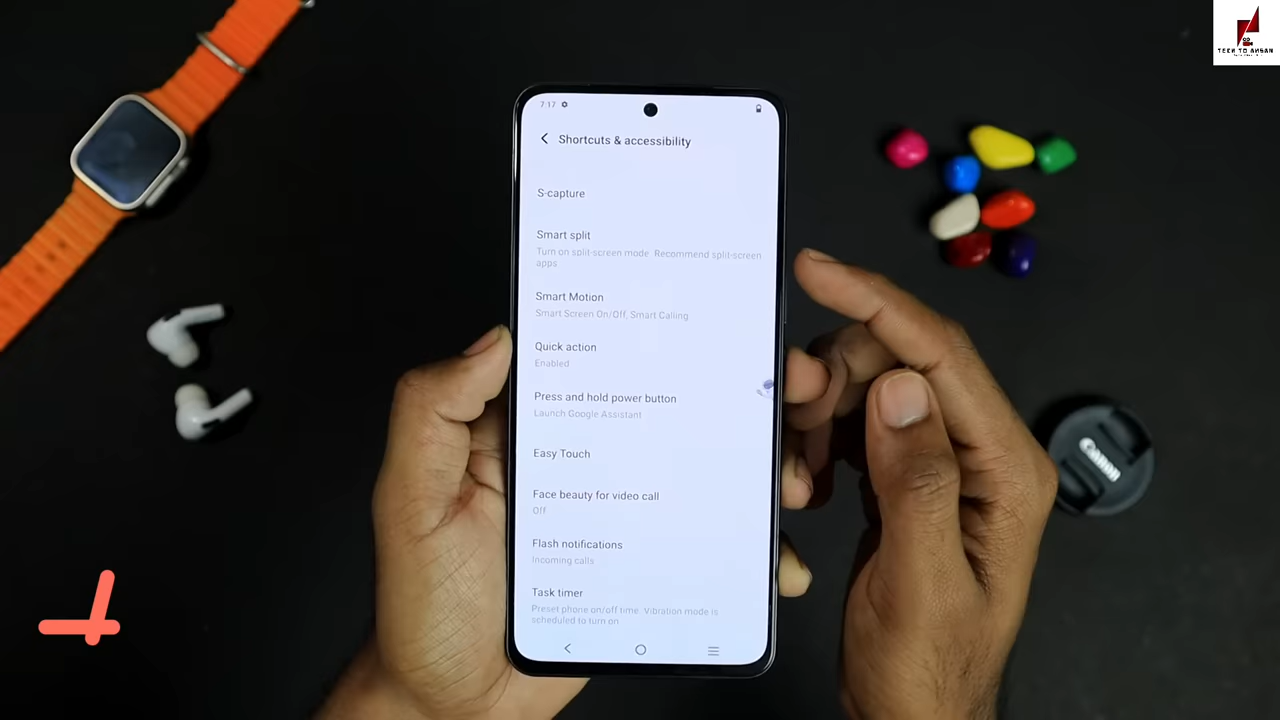 TECH TO AHSAN
7:17
Shortcuts & accessibility
S-capture
Smart split
Turn on split-screen mode. Recommend split-screen
apps
Smart Motion
Smart Screen On/Off, Smart Calling
Quick action
Enabled
Press and hold power button
Launch Google Assistant
Easy Touch
Face beauty for video call
Off
Flash notifications
Incoming calls
Task timer
Preset phone on/off time. Vibration mode is
scheduled to turn on
Canon